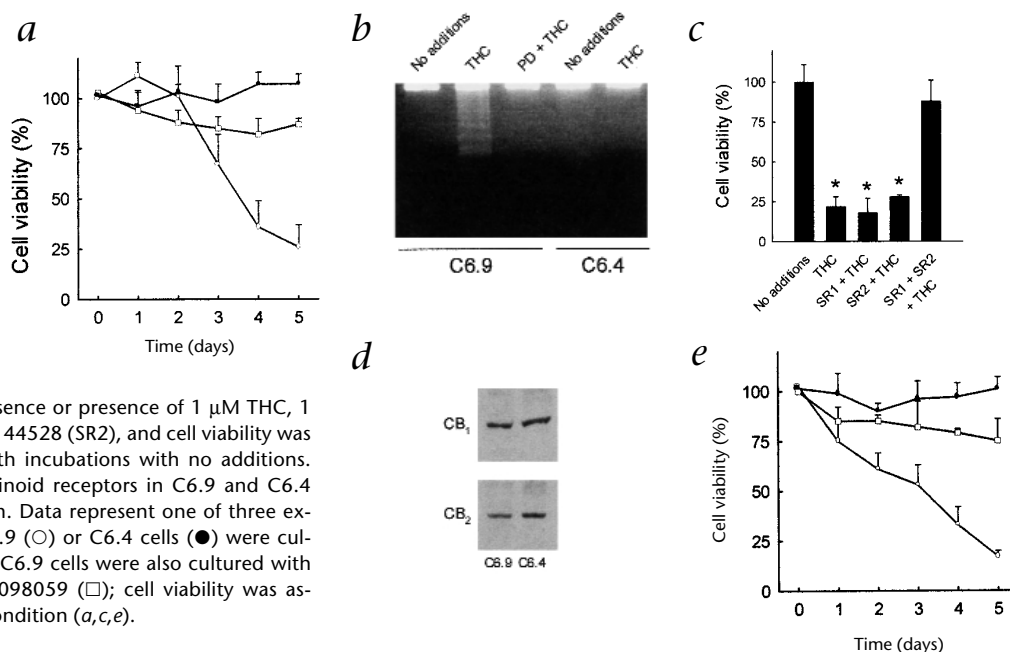 a
Cell viability (%)
100
75
50
25
0
0 1 2 3 4 5
Time (days)
b
No additions THC PD + THC No additions THC
C6.9 C6.4
c
Cell viability (%)
100
75
50
25
0
* * *
No additions THC SR1 + THC SR2 + THC SR1 + SR2 + THC
sence or presence of 1 μM THC, 1
44528 (SR2), and cell viability was
th incubations with no additions.
inoid receptors in C6.9 and C6.4
n. Data represent one of three ex-
.9 (○) or C6.4 cells (●) were cul-
C6.9 cells were also cultured with
098059 (□); cell viability was as-
ondition (a,c,e).
d
CB1
CB2
C6.9 C6.4
e
Cell viability (%)
100
75
50
25
0
0 1 2 3 4 5
Time (days)